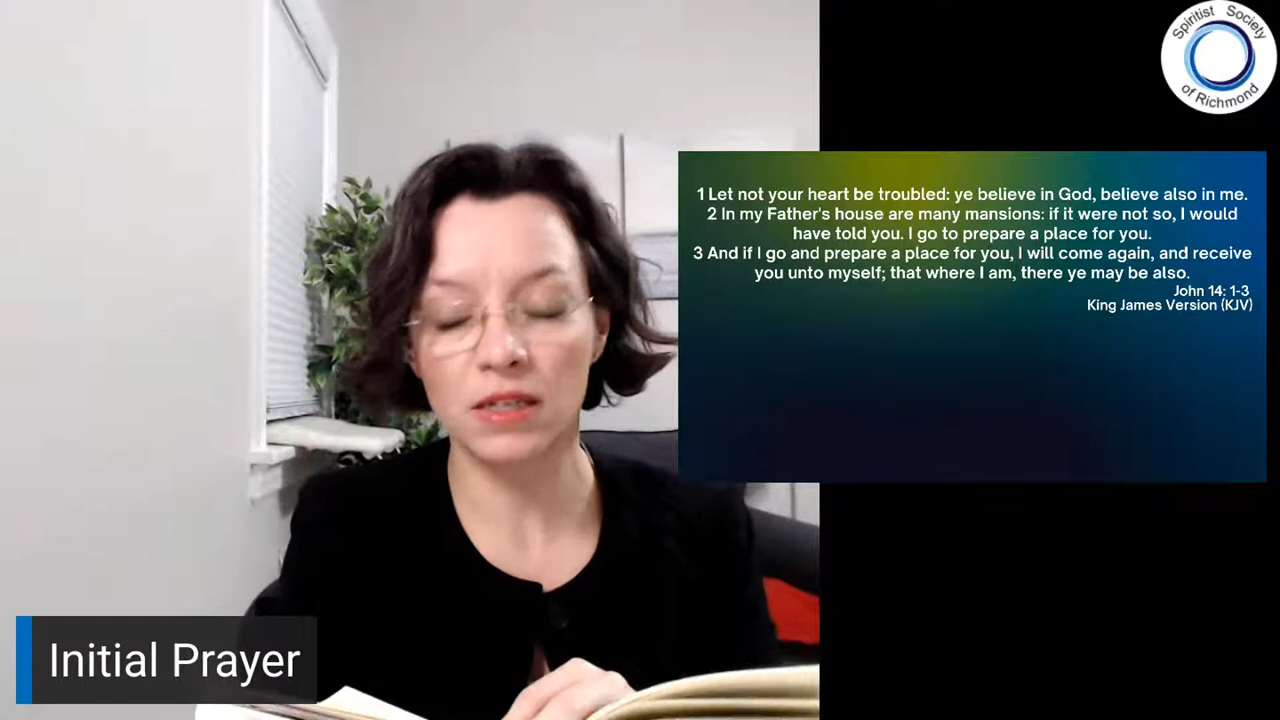 Spiritist Society
of Richmond
1 Let not your heart be troubled: ye believe in God, believe also in me.
2 In my Father's house are many mansions: if it were not so, I would
have told you. I go to prepare a place for you.
3 And if I go and prepare a place for you, I will come again, and receive
you unto myself; that where I am, there ye may be also.
John 14: 1-3
King James Version (KJV)
Initial Prayer